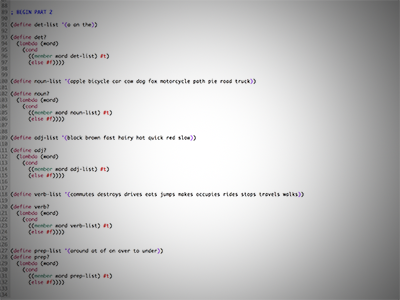 ; BEGIN PART 2
(define det-list '(a an the))
(define det?
(lambda (word)
(cond
((member word det-list) #t)
(else #f))))
(define noun-list '(apple bicycle car cow dog fox motorcycle path pie road truck))
(define noun?
(lambda (word)
(cond
((member word noun-list) #t)
(else #f))))
(define adj-list '(black brown fast hairy hot quick red slow))
(define adj?
(lambda (word)
(cond
((member word adj-list) #t)
(else #f))))
(define verb-list '(commutes destroys drives eats jumps makes occupies rides stops travels walks))
(define verb?
(lambda (word)
(cond
((member word verb-list) #t)
(else #f))))
(define prep-list '(around at of on over to under))
(define prep?
(lambda (word)
(cond
((member word prep-list) #t)
(else #f))))